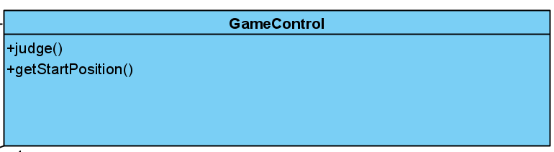 GameControl
+judge()
+getStartPosition()